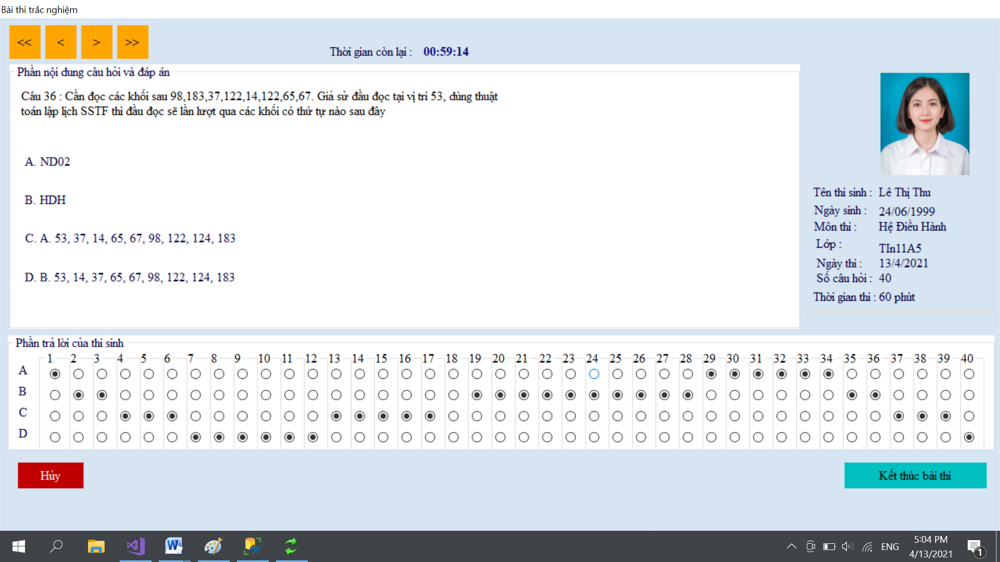 Bài thi trắc nghiệm
<< < > >>
Thời gian còn lại : 00:59:14
Phần nội dung câu hỏi và đáp án
Câu 36 : Cần đọc các khối sau 98,183,37,122,14,122,65,67. Giả sử đầu đọc tại vị trí 53, dùng thuật
toán lập lịch SSTF thì đầu đọc sẽ lần lượt qua các khối có thứ tự nào sau đây
A. ND02
B. HDH
C. A. 53, 37, 14, 65, 67, 98, 122, 124, 183
D. B. 53, 14, 37, 65, 67, 98, 122, 124, 183
Tên thí sinh : Lê Thị Thu
Ngày sinh : 24/06/1999
Môn thi : Hệ Điều Hành
Lớp : TIn11A5
Ngày thi : 13/4/2021
Số câu hỏi : 40
Thời gian thi : 60 phút
Phần trả lời của thí sinh
1 2 3 4 5 6 7 8 9 10 11 12 13 14 15 16 17 18 19 20 21 22 23 24 25 26 27 28 29 30 31 32 33 34 35 36 37 38 39 40
A
B
C
D
Hủy
Kết thúc bài thi
W
ENG
5:04 PM
4/13/2021
1